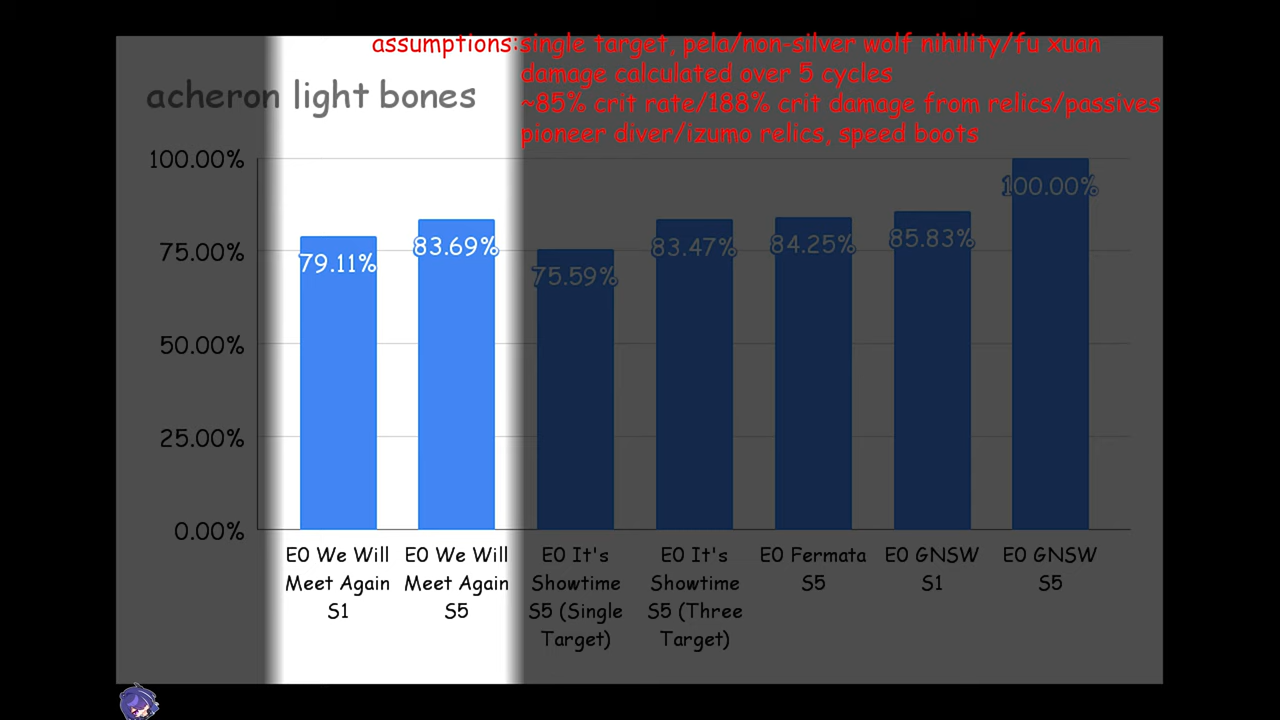 assumptions:single target, pela/non-silver wolf nihility/fu xuan
damage calculated over 5 cycles
~85% crit rate/188% crit damage from relics/passives
pioneer diver/izumo relics, speed boots
acheron light bones
100.00%
75.00%
50.00%
25.00%
0.00%
79.11%
83.69%
75.59%
83.47%
84.25%
85.83%
100.00%
E0 We Will
Meet Again
S1
E0 We Will
Meet Again
S5
E0 It's
Showtime
S5 (Single
Target)
E0 It's
Showtime
S5 (Three
Target)
E0 Fermata
S5
E0 GNSW
S1
E0 GNSW
S5